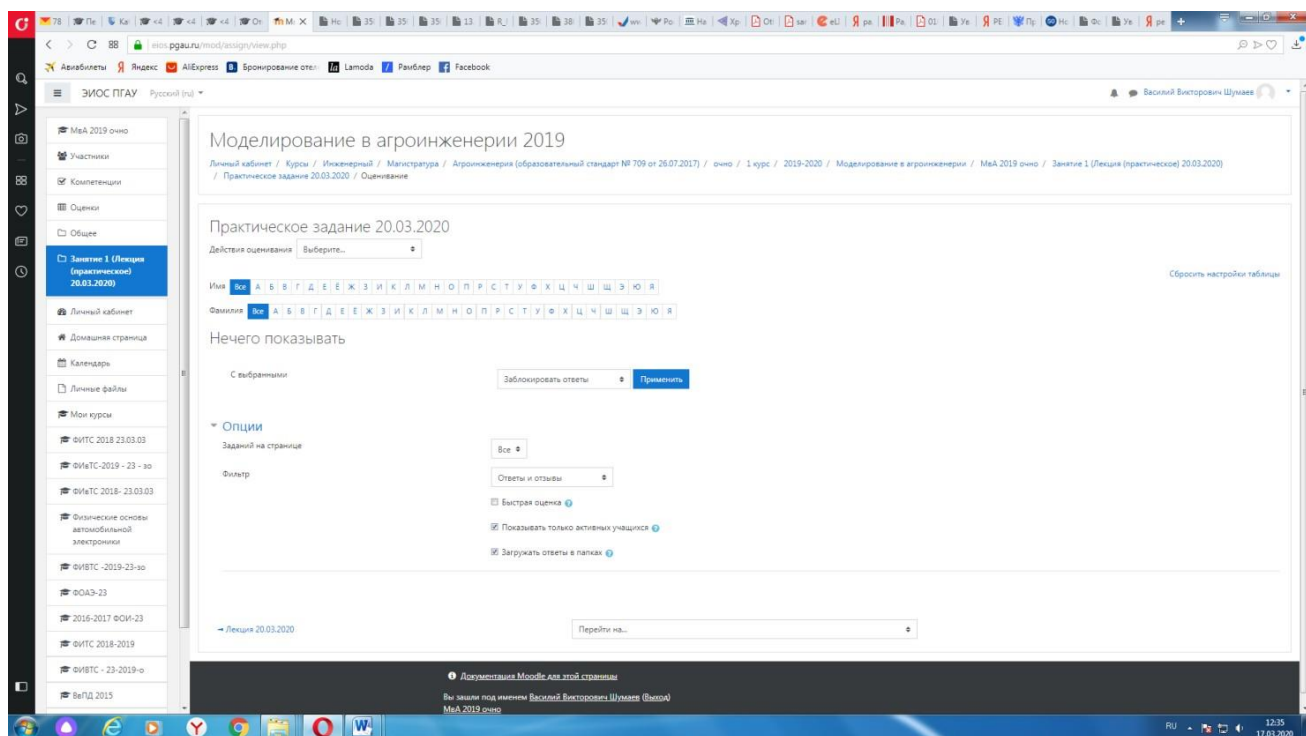 eios.pgau.ru/mod/assign/view.php
Авиабилеты Яндекс AliExpress Бронирование отел Lamoda Рамблер Facebook
ЭИОС ПГАУ Русский (ru)
Василий Викторович Шумаев
МвА 2019 очно
Участники
Компетенции
Оценки
Общее
Занятие 1 (Лекция
(практическое)
20.03.2020)
Личный кабинет
Домашняя страница
Календарь
Личные файлы
Мои курсы
ФИТС 2018 23.03.03
ФИвТС-2019 - 23 - зо
ФИвТС 2018- 23.03.03
Физические основы
автомобильной
электроники
ФИВТС -2019-23-зо
ФОАЭ-23
2016-2017 ФОИ-23
ФИТС 2018-2019
ФИВТС - 23-2019-о
ВеПД 2015
Моделирование в агроинженерии 2019
Личный кабинет / Курсы / Инженерный / Магистратура / Агроинженерия (образовательный стандарт № 709 от 26.07.2017) / очно / 1 курс / 2019-2020 / Моделирование в агроинженерии / МвА 2019 очно / Занятие 1 (Лекция (практическое) 20.03.2020)
/ Практическое задание 20.03.2020 / Оценивание
Практическое задание 20.03.2020
Действия оценивания Выберите...
Сбросить настройки таблицы
Имя Все А Б В Г Д Е Ё Ж З И К Л М Н О П Р С Т У Ф Х Ц Ч Ш Щ Э Ю Я
Фамилия Все А Б В Г Д Е Ё Ж З И К Л М Н О П Р С Т У Ф Х Ц Ч Ш Щ Э Ю Я
Нечего показывать
С выбранными Заблокировать ответы Применить
Опции
Заданий на странице Все
Фильтр Ответы и отзывы
Быстрая оценка
Показывать только активных учащихся
Загружать ответы в папках
→ Лекция 20.03.2020 Перейти на...
Документация Moodle для этой страницы
Вы зашли под именем Василий Викторович Шумаев (Выход)
МвА 2019 очно
RU 12:35
17.03.2020